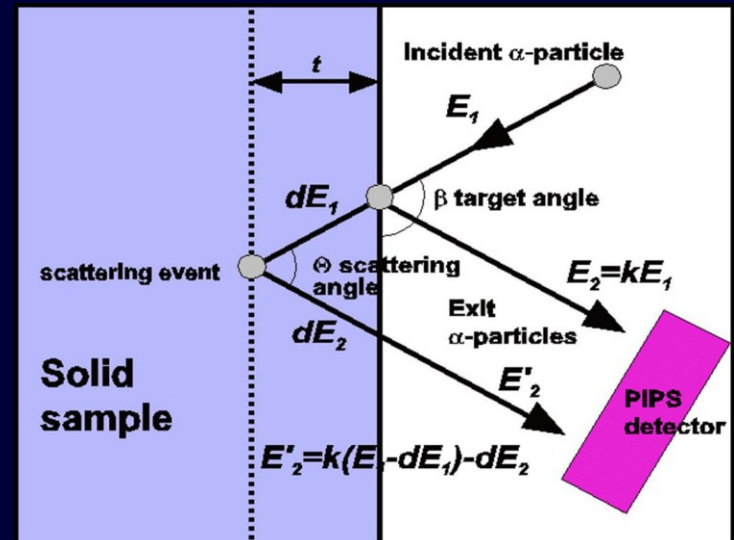 t
Incident α-particle
E₁
dE₁
β target angle
scattering event
Θ scattering
angle
E₂=kE₁
dE₂
Exit
α-particles
Solid
sample
E'₂
PIPS
detector
E'₂=k(E₁-dE₁)-dE₂